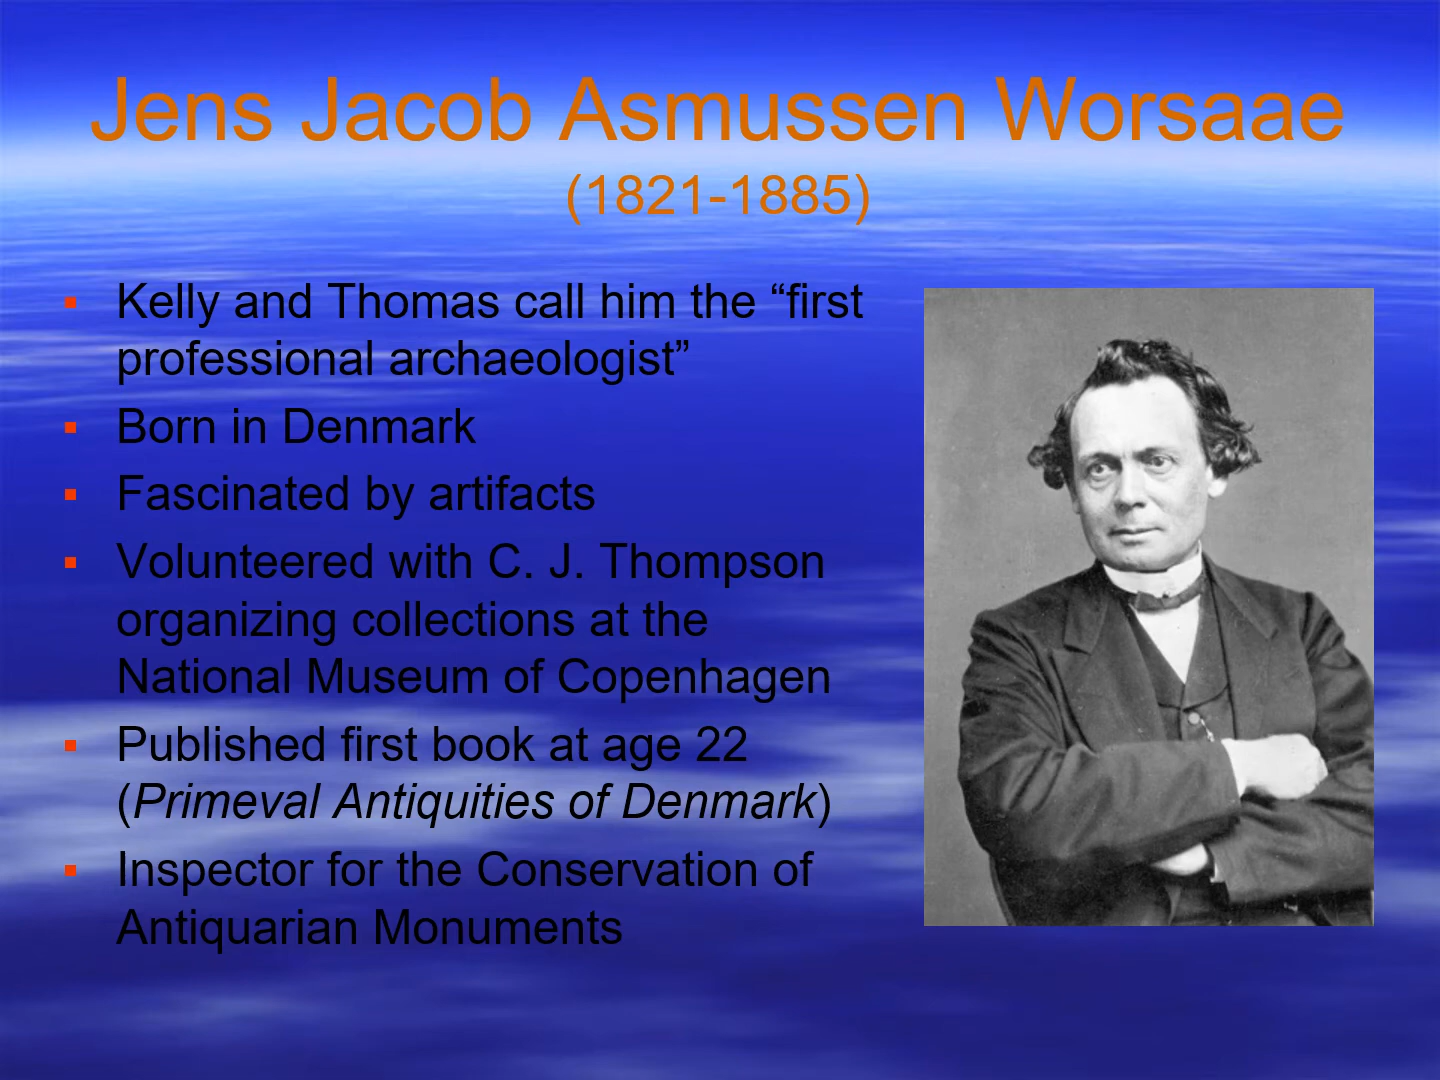 Jens Jacob Asmussen Worsaae
(1821-1885)
▪ Kelly and Thomas call him the “first
professional archaeologist”
▪ Born in Denmark
▪ Fascinated by artifacts
▪ Volunteered with C. J. Thompson
organizing collections at the
National Museum of Copenhagen
▪ Published first book at age 22
(Primeval Antiquities of Denmark)
▪ Inspector for the Conservation of
Antiquarian Monuments